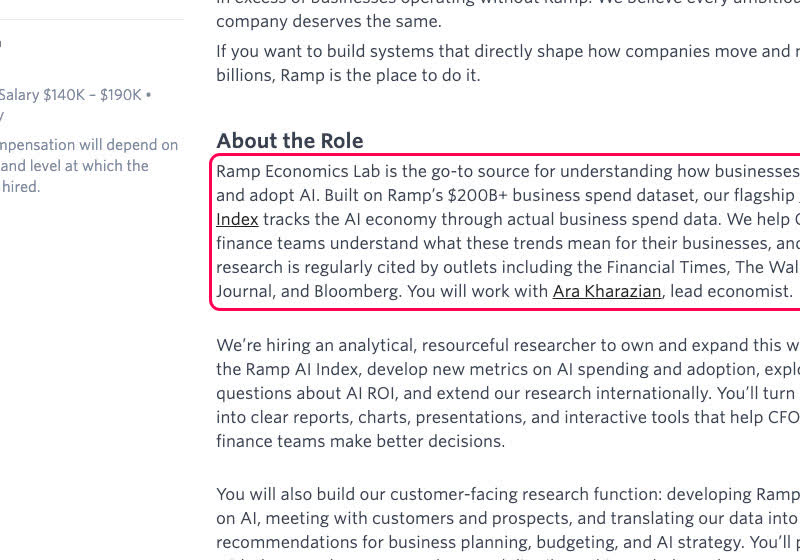 company deserves the same.
If you want to build systems that directly shape how companies move and
billions, Ramp is the place to do it.
Salary $140K – $190K •
mpensation will depend on
and level at which the
hired.
About the Role
Ramp Economics Lab is the go-to source for understanding how businesses
and adopt AI. Built on Ramp’s $200B+ business spend dataset, our flagship
Index tracks the AI economy through actual business spend data. We help
finance teams understand what these trends mean for their businesses, and
research is regularly cited by outlets including the Financial Times, The Wal
Journal, and Bloomberg. You will work with Ara Kharazian, lead economist.
We’re hiring an analytical, resourceful researcher to own and expand this w
the Ramp AI Index, develop new metrics on AI spending and adoption, explo
questions about AI ROI, and extend our research internationally. You’ll turn
into clear reports, charts, presentations, and interactive tools that help CFO
finance teams make better decisions.
You will also build our customer-facing research function: developing Ramp
on AI, meeting with customers and prospects, and translating our data into
recommendations for business planning, budgeting, and AI strategy. You’ll p